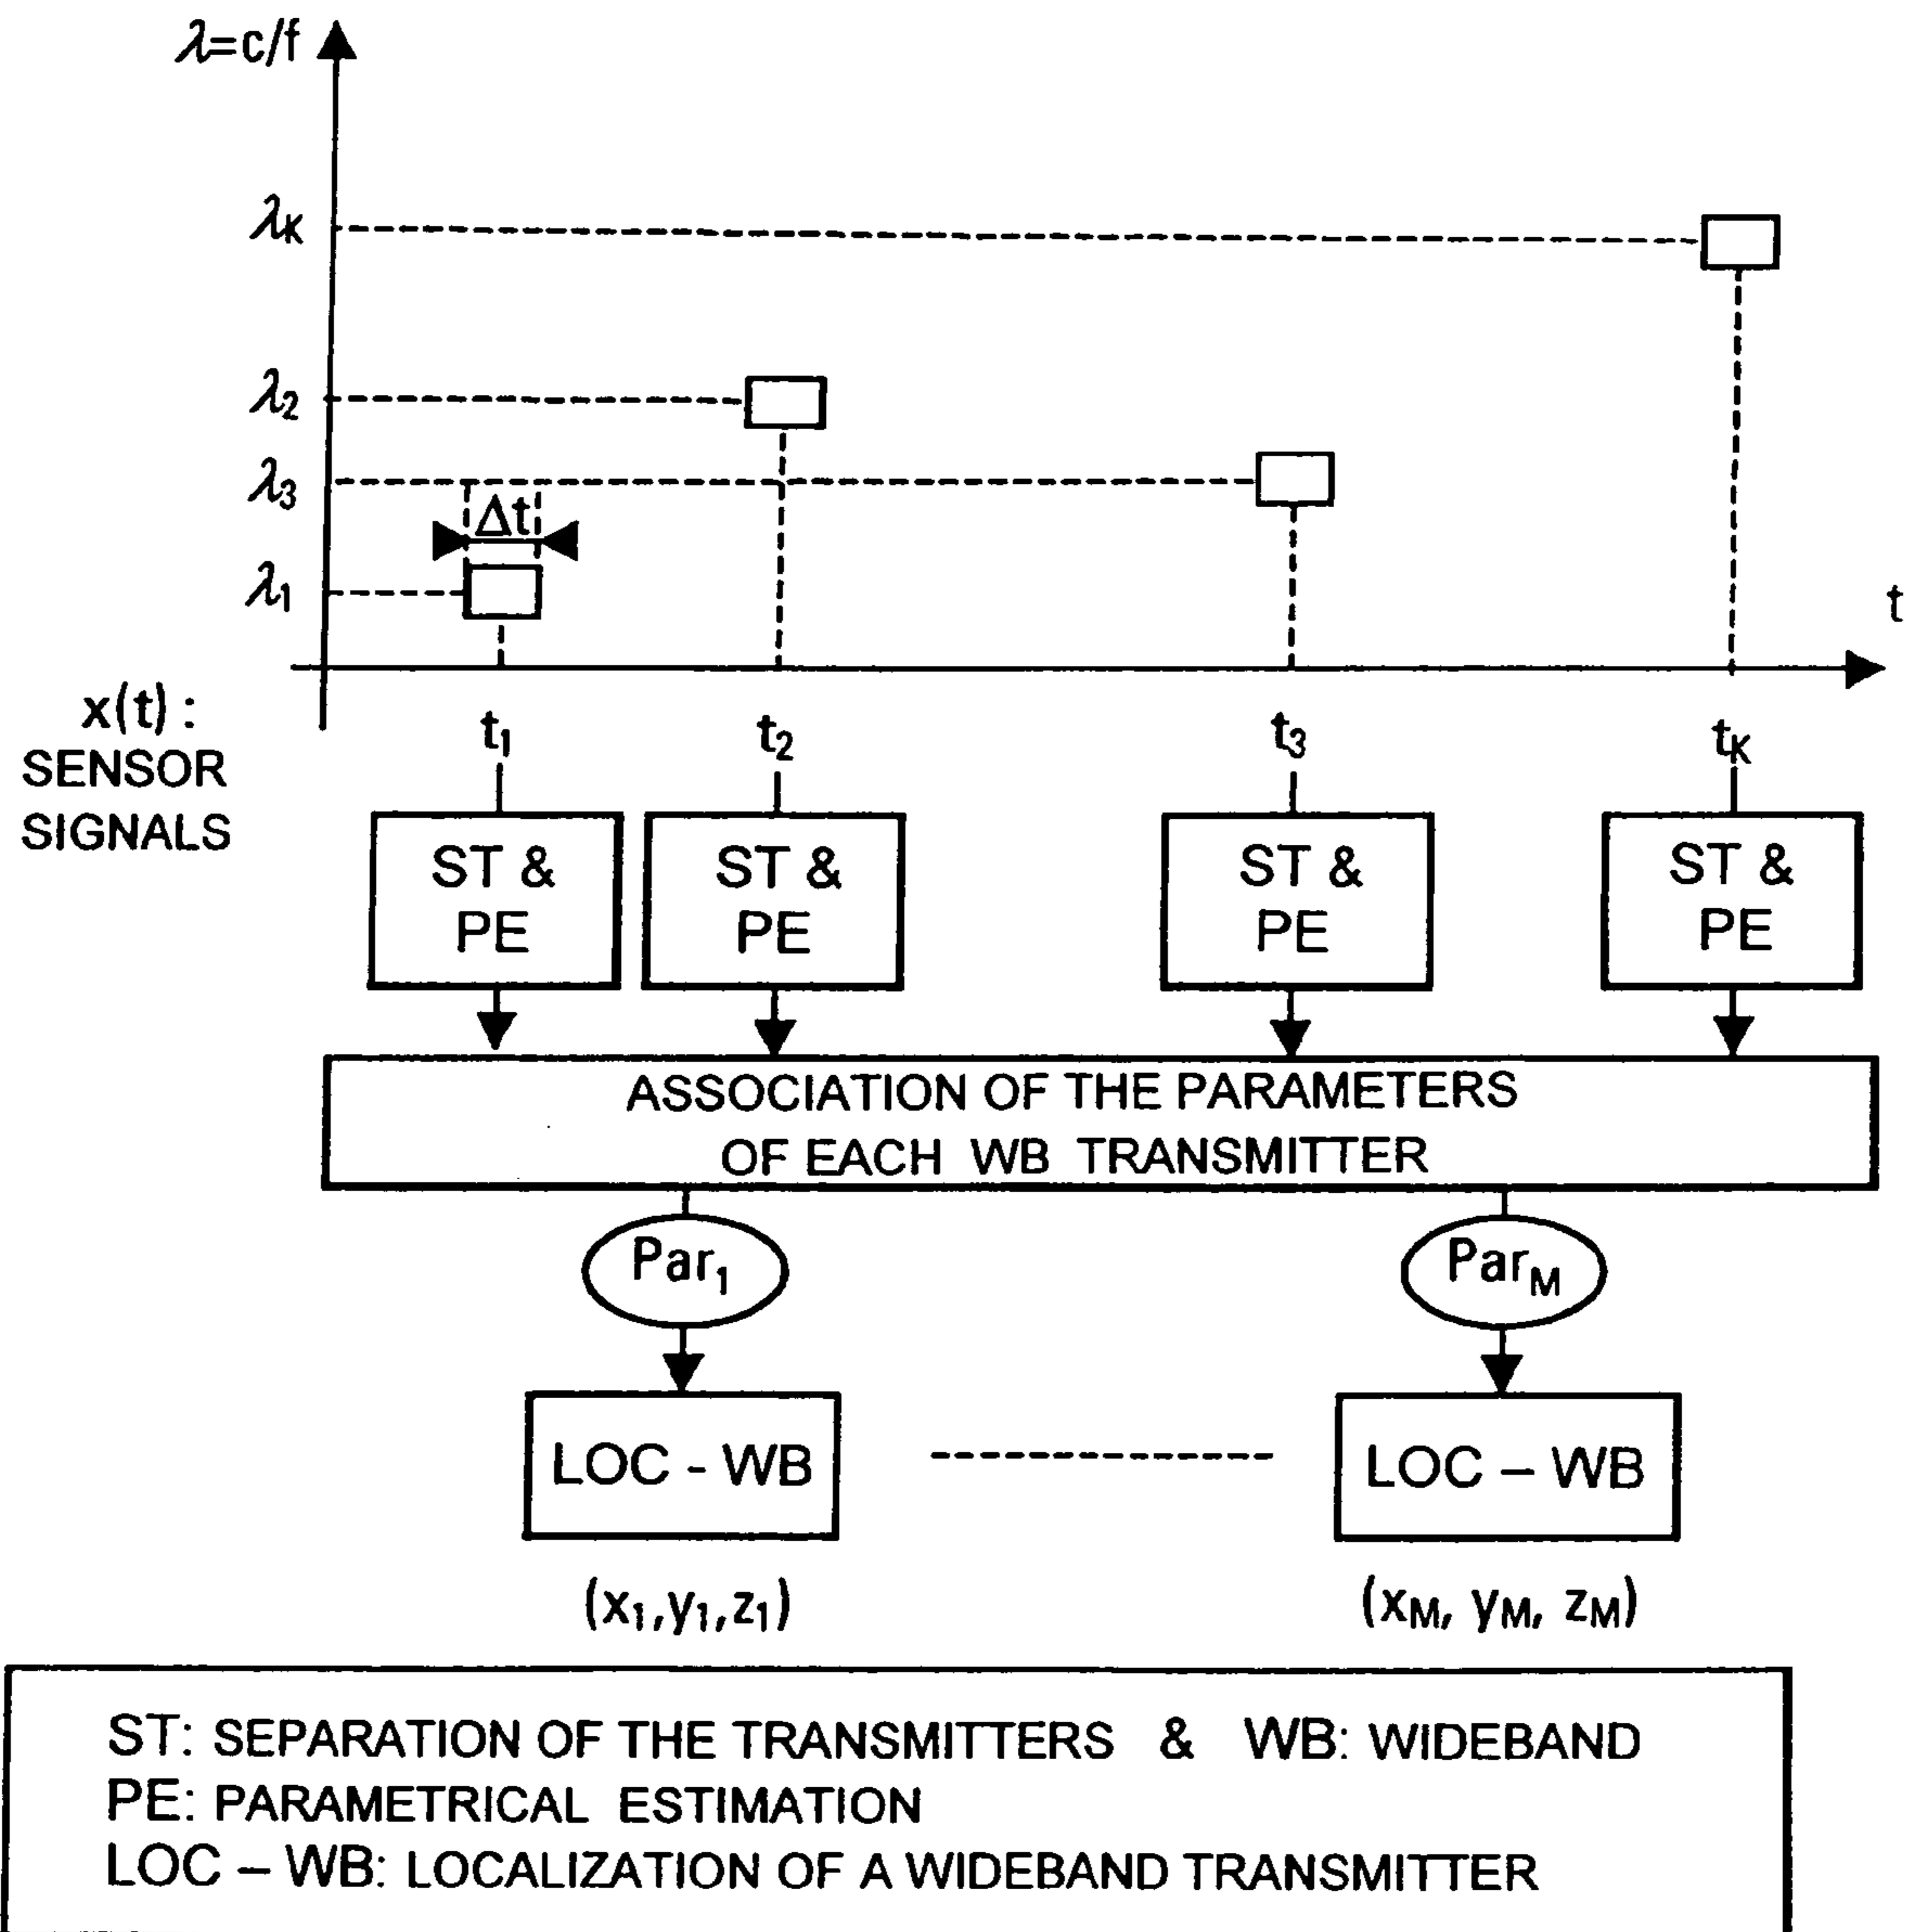 λ=c/f
λK
λ2
λ3
Δt
λ1
t
x(t) :
SENSOR
SIGNALS
t1 t2 t3 tK
ST & PE
ST & PE
ST & PE
ST & PE
ASSOCIATION OF THE PARAMETERS
OF EACH WB TRANSMITTER
Par1 ParM
LOC - WB LOC – WB
(x1,y1,z1) (xM, yM, zM)
ST: SEPARATION OF THE TRANSMITTERS & WB: WIDEBAND
PE: PARAMETRICAL ESTIMATION
LOC – WB: LOCALIZATION OF A WIDEBAND TRANSMITTER